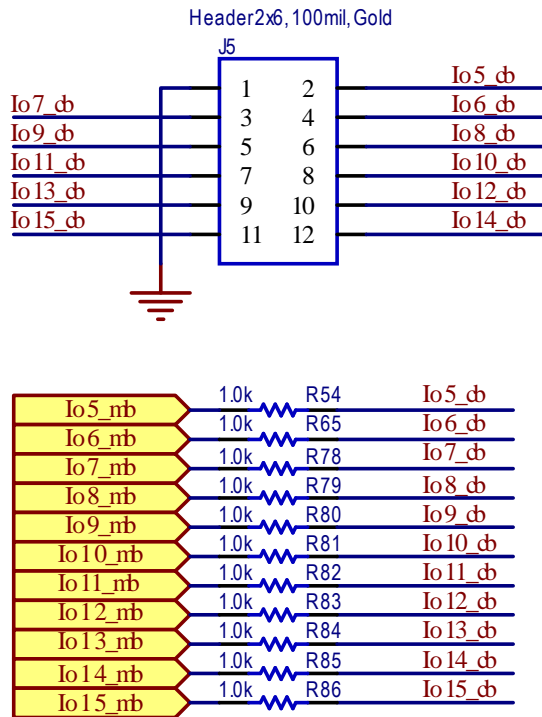 Header2x6,100mil,Gold
J5
1 2 Io5_db
Io7_db 3 4 Io6_db
Io9_db 5 6 Io8_db
Io11_db 7 8 Io10_db
Io13_db 9 10 Io12_db
Io15_db 11 12 Io14_db
Io5_mb 1.0k R54 Io5_db
Io6_mb 1.0k R65 Io6_db
Io7_mb 1.0k R78 Io7_db
Io8_mb 1.0k R79 Io8_db
Io9_mb 1.0k R80 Io9_db
Io10_mb 1.0k R81 Io10_db
Io11_mb 1.0k R82 Io11_db
Io12_mb 1.0k R83 Io12_db
Io13_mb 1.0k R84 Io13_db
Io14_mb 1.0k R85 Io14_db
Io15_mb 1.0k R86 Io15_db